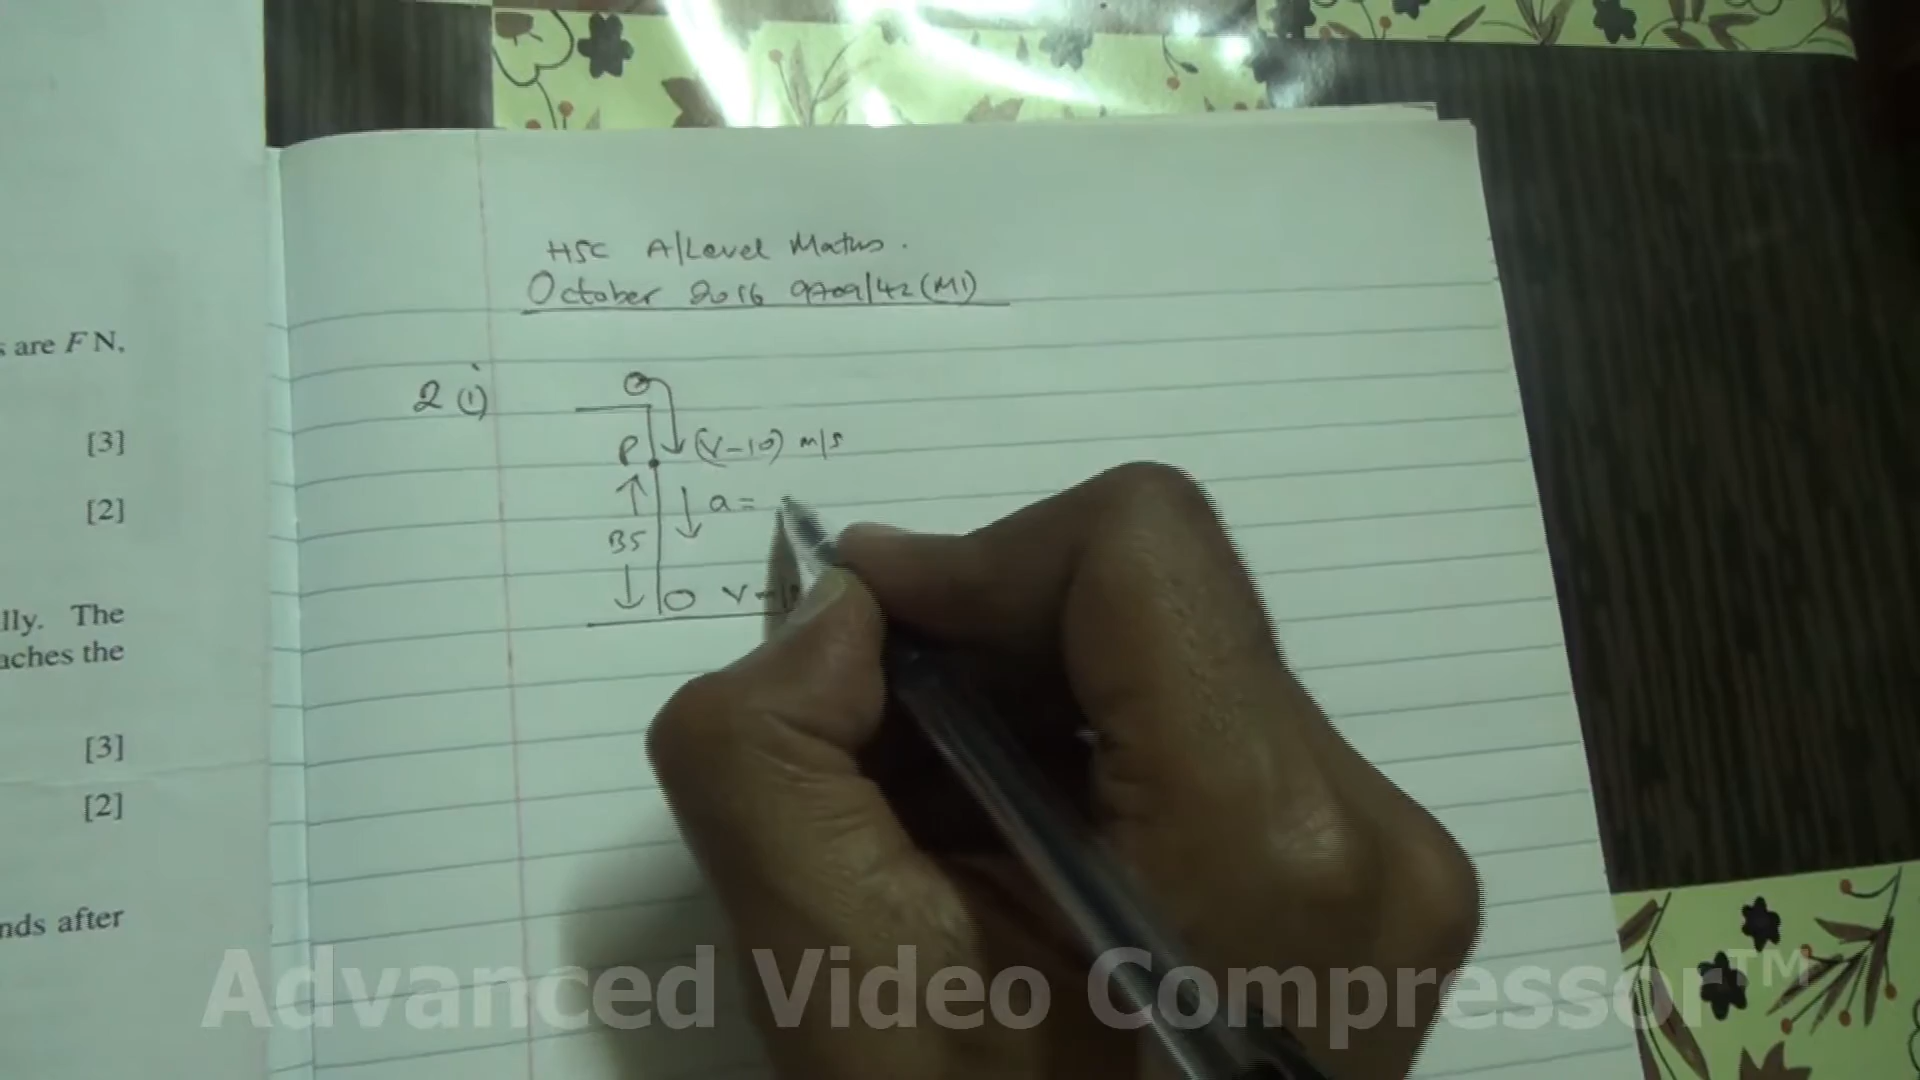 HSC A/Level Maths.
October 2016 9709/42 (M1)
s are F N,
[3]
[2]
lly. The
aches the
[3]
[2]
nds after
2 (i)
P (V-10) m/s
a =
35
Advanced Video Compressor™